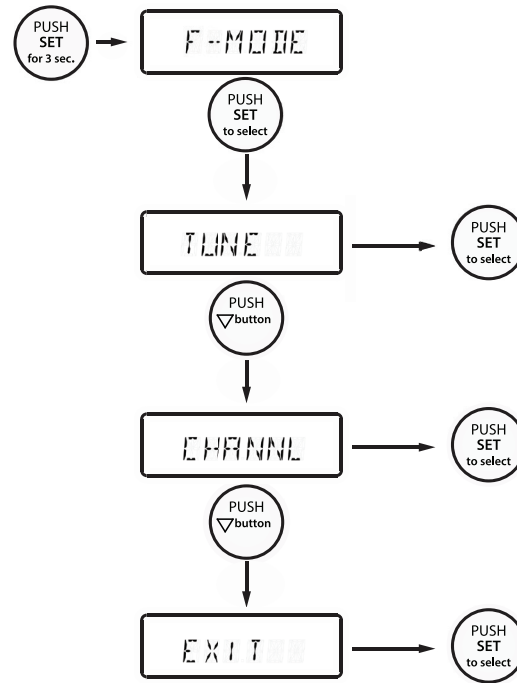 PUSH
SET
for 3 sec.
F-MODE
PUSH
SET
to select
TUNE
PUSH
SET
to select
PUSH
▽button
CHANNL
PUSH
SET
to select
PUSH
▽button
EXIT
PUSH
SET
to select